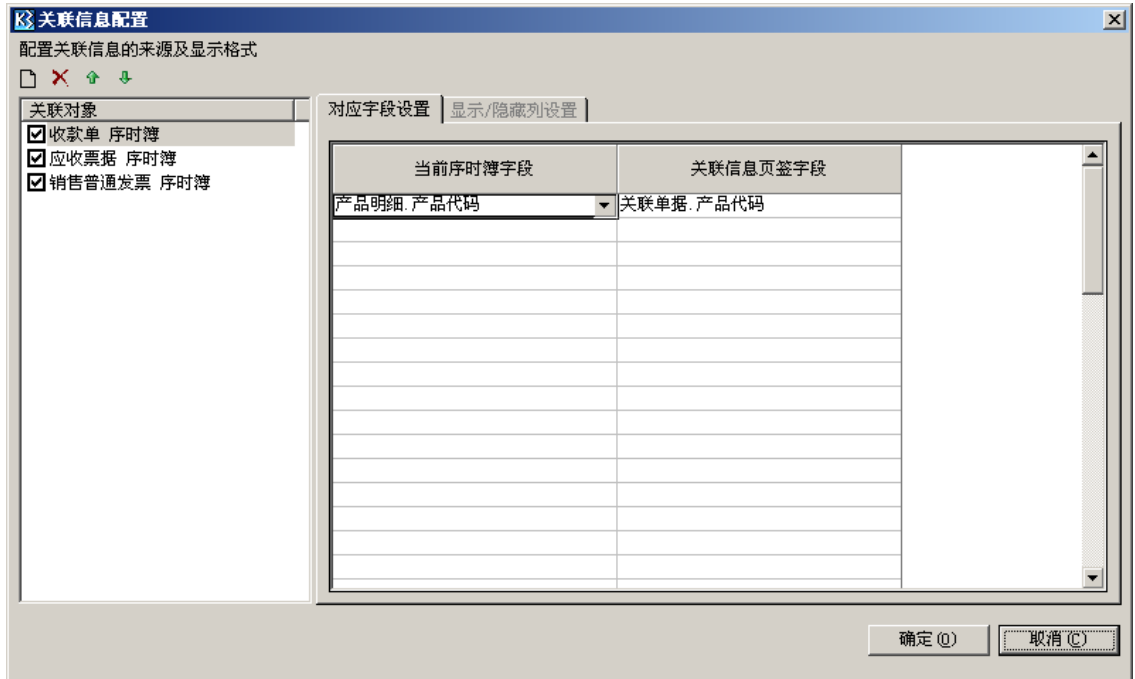 K3 关联信息配置
配置关联信息的来源及显示格式
关联对象
收款单 序时簿
应收票据 序时簿
销售普通发票 序时簿
对应字段设置 显示/隐藏列设置
当前序时簿字段 关联信息页签字段
产品明细.产品代码 关联单据.产品代码
确定(O) 取消(C)